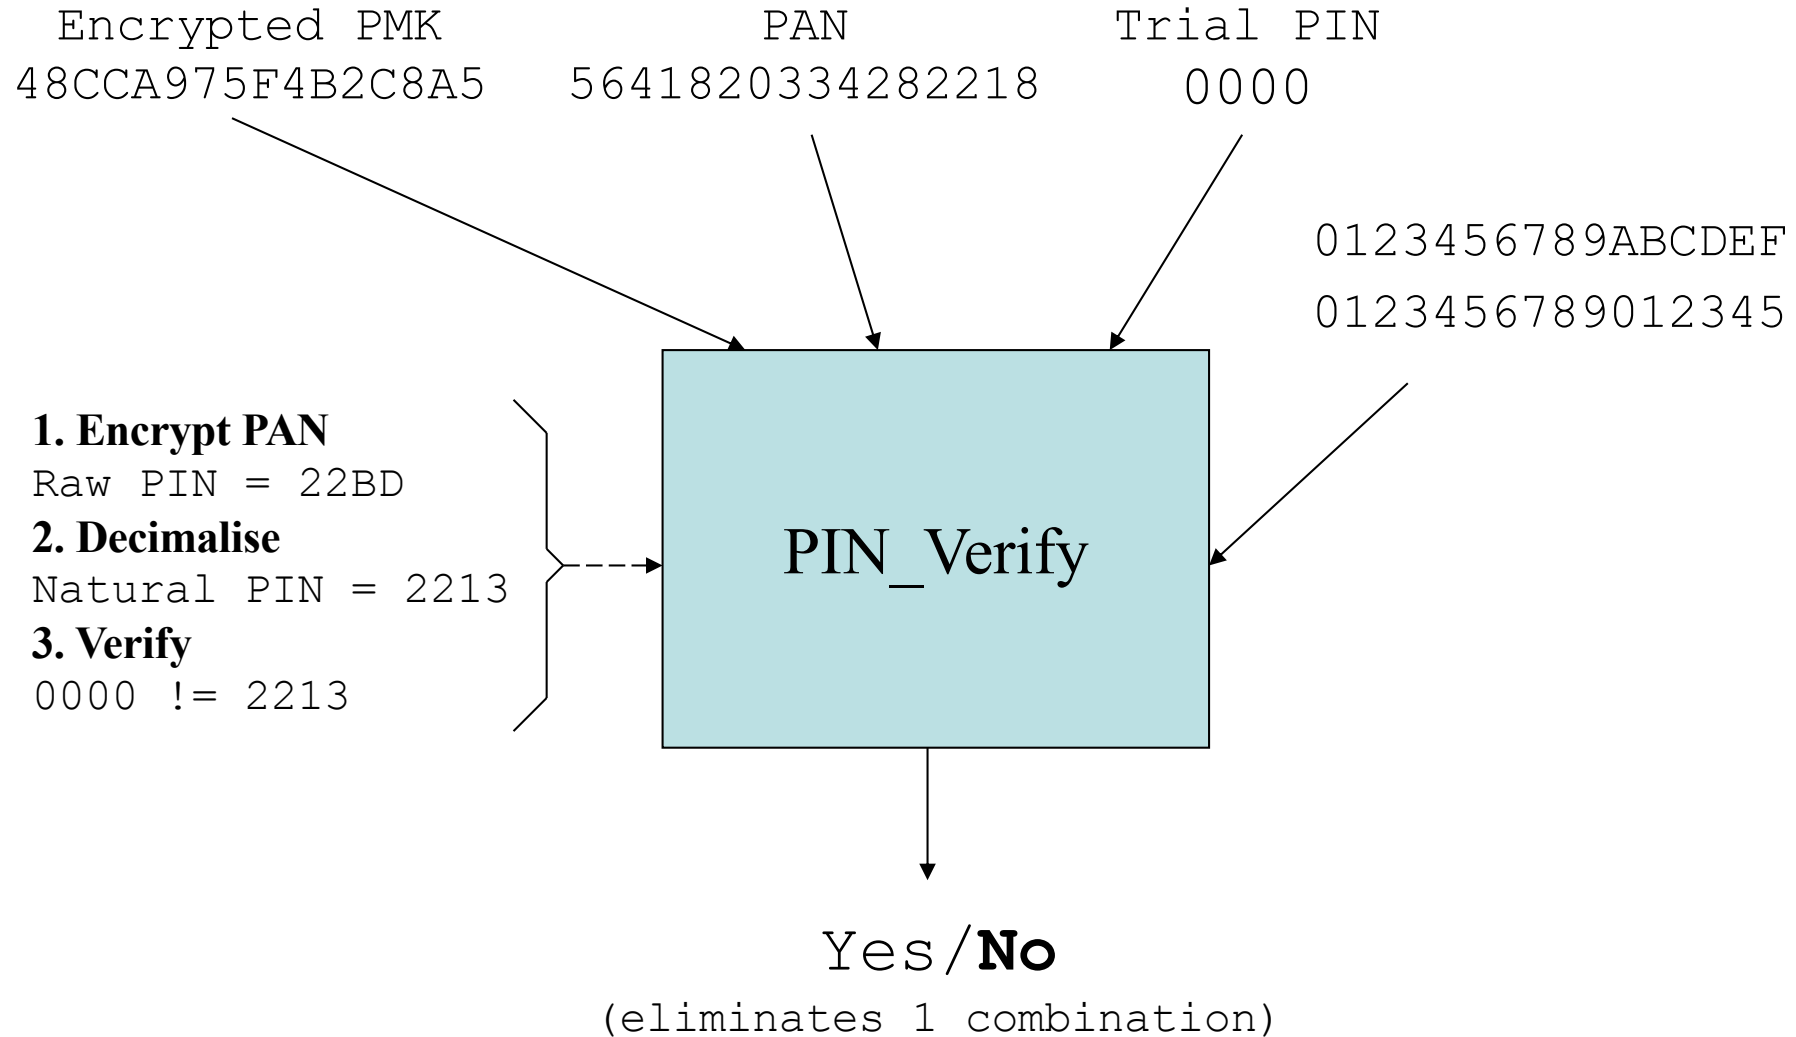 Encrypted PMK
48CCA975F4B2C8A5
PAN
5641820334282218
Trial PIN
0000
0123456789ABCDEF
0123456789012345
1. Encrypt PAN
Raw PIN = 22BD
2. Decimalise
Natural PIN = 2213
3. Verify
0000 != 2213
PIN_Verify
Yes/No
(eliminates 1 combination)